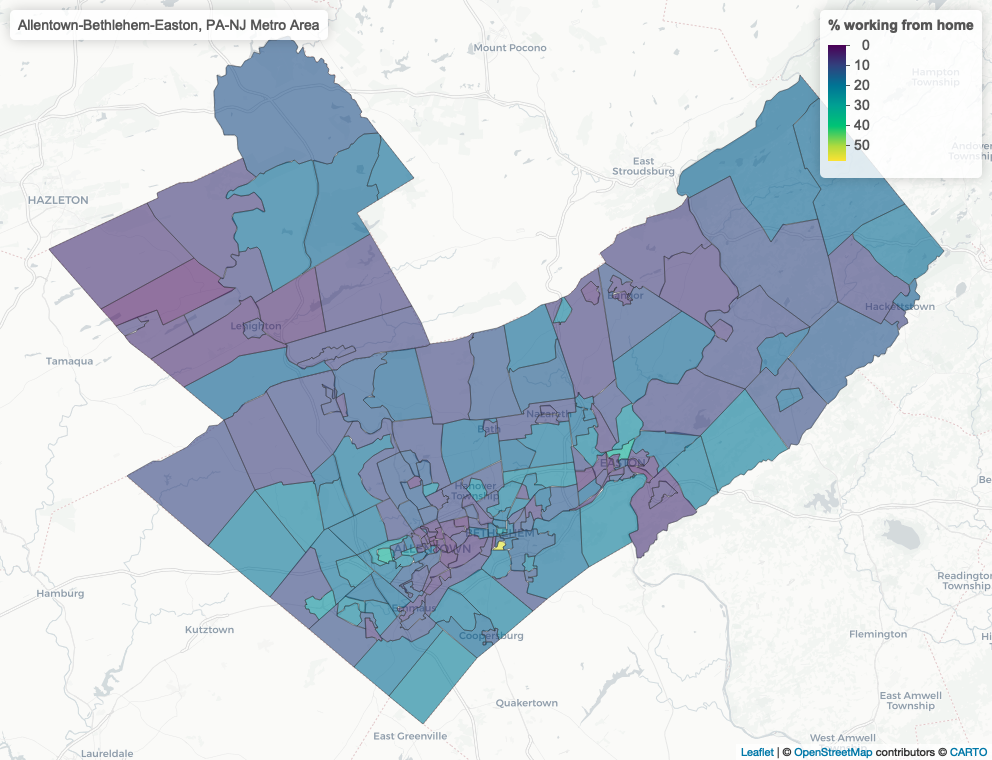 Allentown-Bethlehem-Easton, PA-NJ Metro Area
% working from home
0
10
20
30
40
50
Mount Pocono
Hampton
Township
Andover
Township
East
Stroudsburg
HAZLETON
Bangor
Hackettstown
Lehighton
Tamaqua
Nazareth
Bath
EASTON
Hanover
Township
BETHLEHEM
ALLENTOWN
Readington
Township
Hamburg
Emmaus
Kutztown
Coopersburg
Flemington
Quakertown
East Amwell
Township
East Greenville
West Amwell
Laureldale
Leaflet | © OpenStreetMap contributors © CARTO